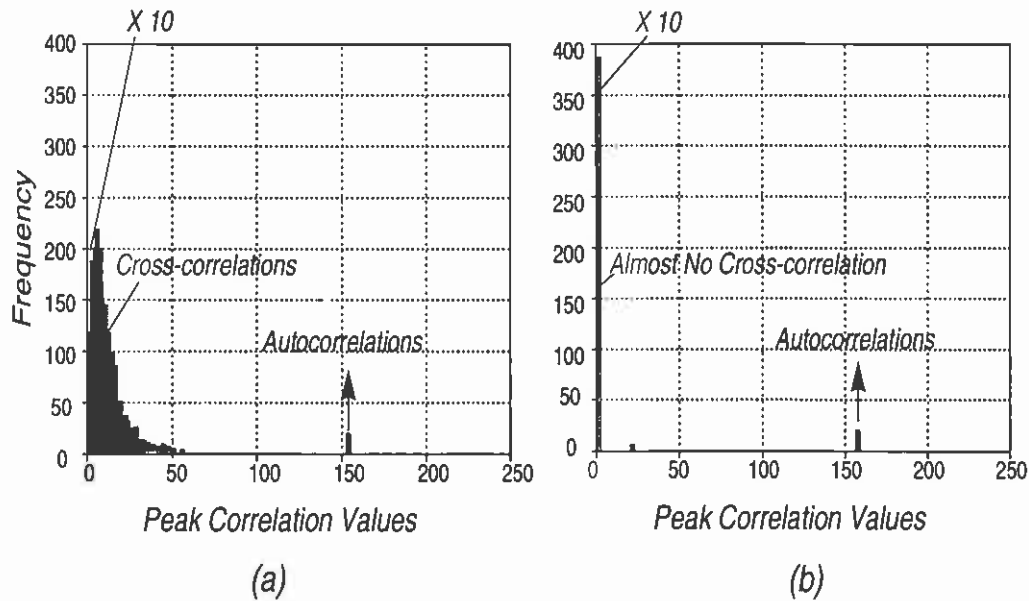 X 10
400
350
300
250
200
150
100
50
0
Frequency
Cross-correlations
Autocorrelations
0 50 100 150 200 250
Peak Correlation Values
(a)
X 10
400
350
300
250
200
150
100
50
0
Almost No Cross-correlation
Autocorrelations
0 50 100 150 200 250
Peak Correlation Values
(b)